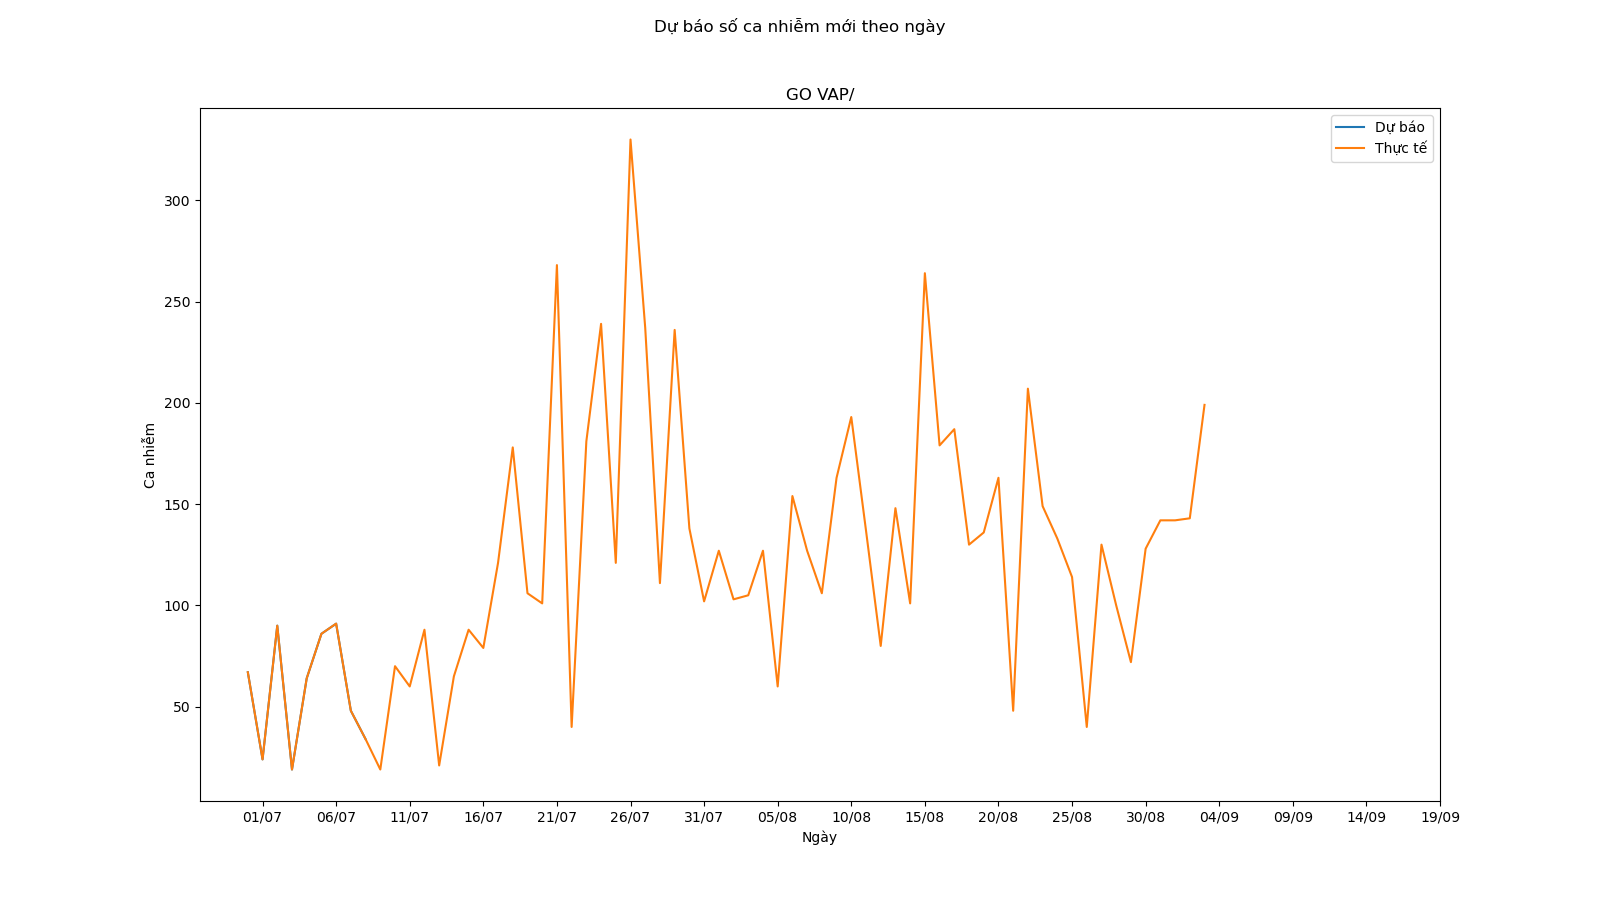 Dự báo số ca nhiễm mới theo ngày
GO VAP/
Dự báo
Thực tế
300
250
200
150
100
50
Ca nhiễm
01/07 06/07 11/07 16/07 21/07 26/07 31/07 05/08 10/08 15/08 20/08 25/08 30/08 04/09 09/09 14/09 19/09
Ngày